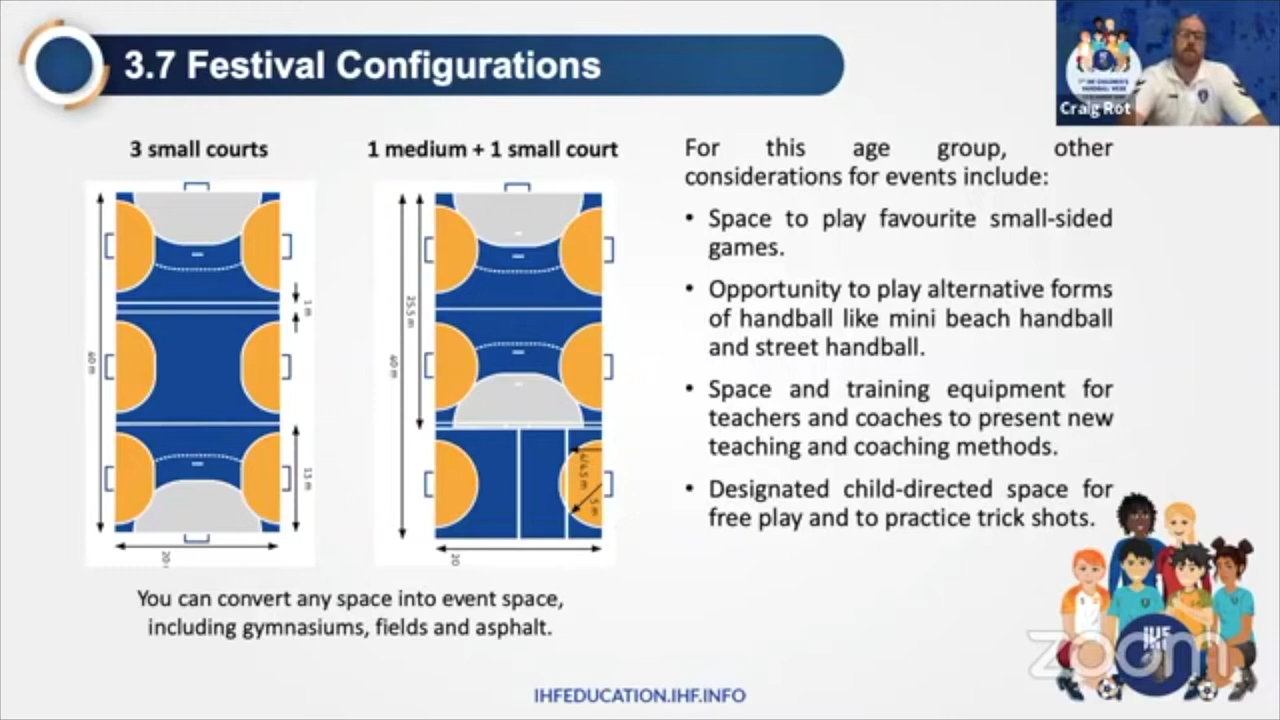 3.7 Festival Configurations
Craig Rot
3 small courts
1 medium + 1 small court
60 m
1 m
13 m
20
60 m
25.5 m
20
3 m
You can convert any space into event space,
including gymnasiums, fields and asphalt.
For this age group, other
considerations for events include:
• Space to play favourite small-sided
games.
• Opportunity to play alternative forms
of handball like mini beach handball
and street handball.
• Space and training equipment for
teachers and coaches to present new
teaching and coaching methods.
• Designated child-directed space for
free play and to practice trick shots.
IHF
zoom
IHFEDUCATION.IHF.INFO